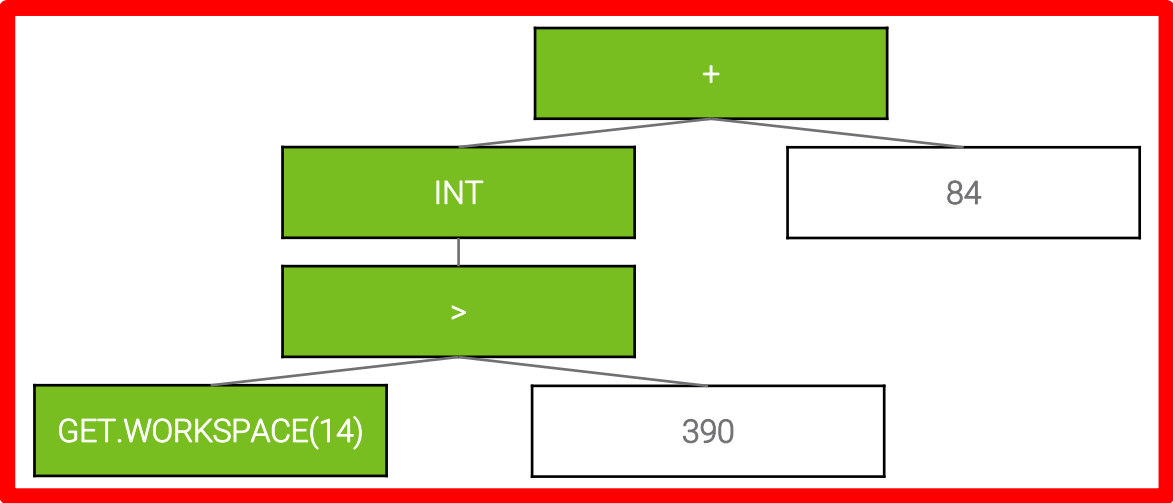 +
INT
84
>
GET.WORKSPACE(14)
390